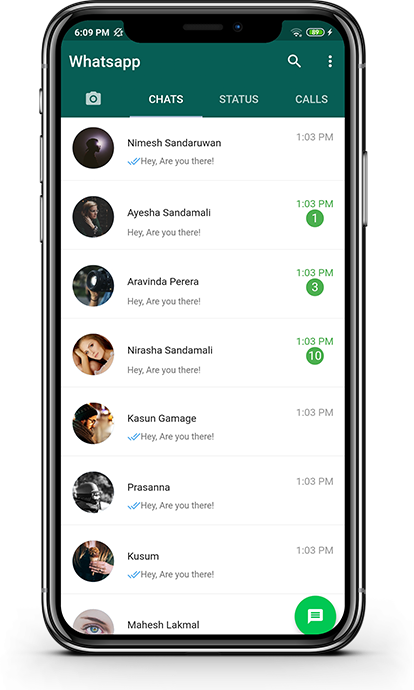 6:09 PM 89
Whatsapp
CHATS STATUS CALLS
Nimesh Sandaruwan 1:03 PM
Hey, Are you there!
Ayesha Sandamali 1:03 PM
Hey, Are you there! 1
Aravinda Perera 1:03 PM
Hey, Are you there! 3
Nirasha Sandamali 1:03 PM
Hey, Are you there! 10
Kasun Gamage 1:03 PM
Hey, Are you there!
Prasanna 1:03 PM
Hey, Are you there!
Kusum 1:03 PM
Hey, Are you there!
Mahesh Lakmal